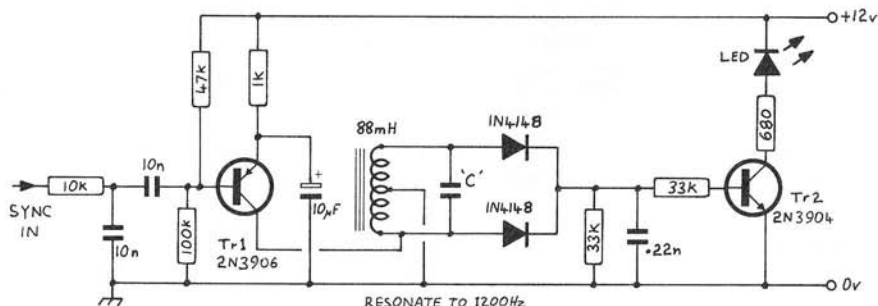 +12v
47k
1k
LED
680
88mH
1N4148
10n
'C'
10k
+
10µF
33k
Tr2
2N3904
SYNC
IN
1N4148
10n
100k
Tr1
2N3906
33k
.22n
0v
RESONATE TO 1200Hz